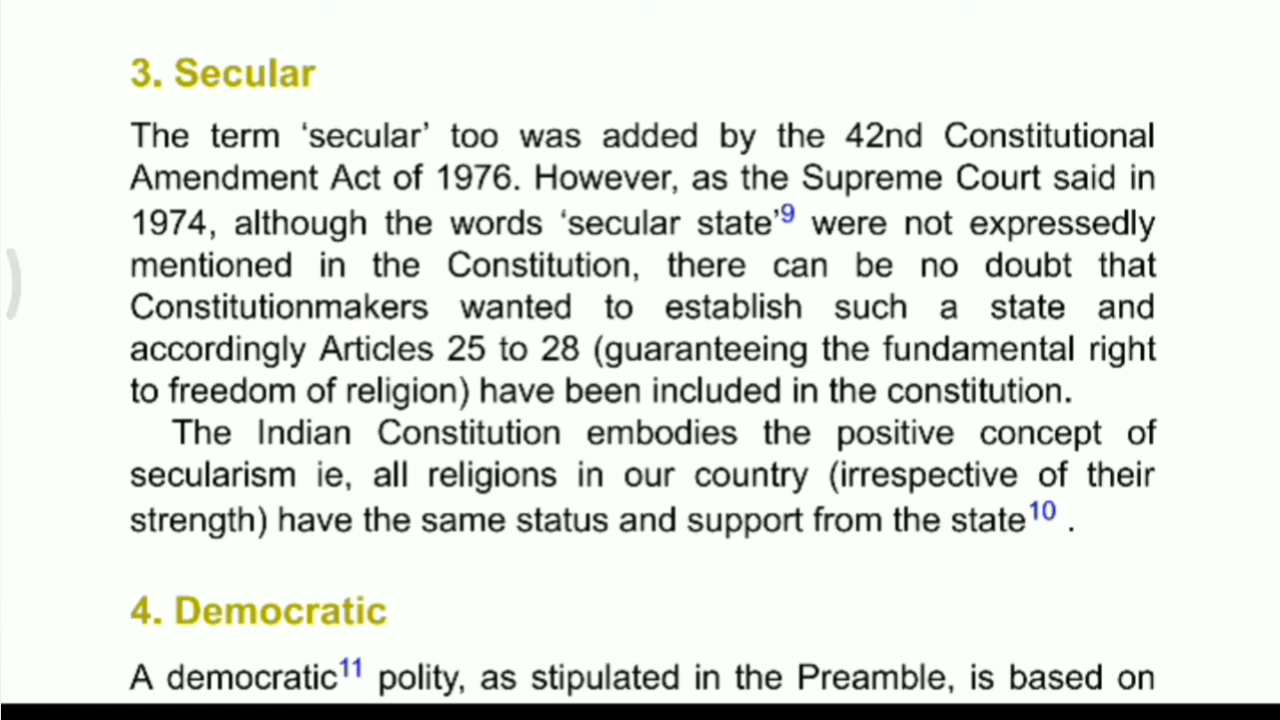 3. Secular
The term ‘secular’ too was added by the 42nd Constitutional
Amendment Act of 1976. However, as the Supreme Court said in
1974, although the words ‘secular state’9 were not expressedly
mentioned in the Constitution, there can be no doubt that
Constitutionmakers wanted to establish such a state and
accordingly Articles 25 to 28 (guaranteeing the fundamental right
to freedom of religion) have been included in the constitution.
The Indian Constitution embodies the positive concept of
secularism ie, all religions in our country (irrespective of their
strength) have the same status and support from the state10 .
4. Democratic
A democratic11 polity, as stipulated in the Preamble, is based on